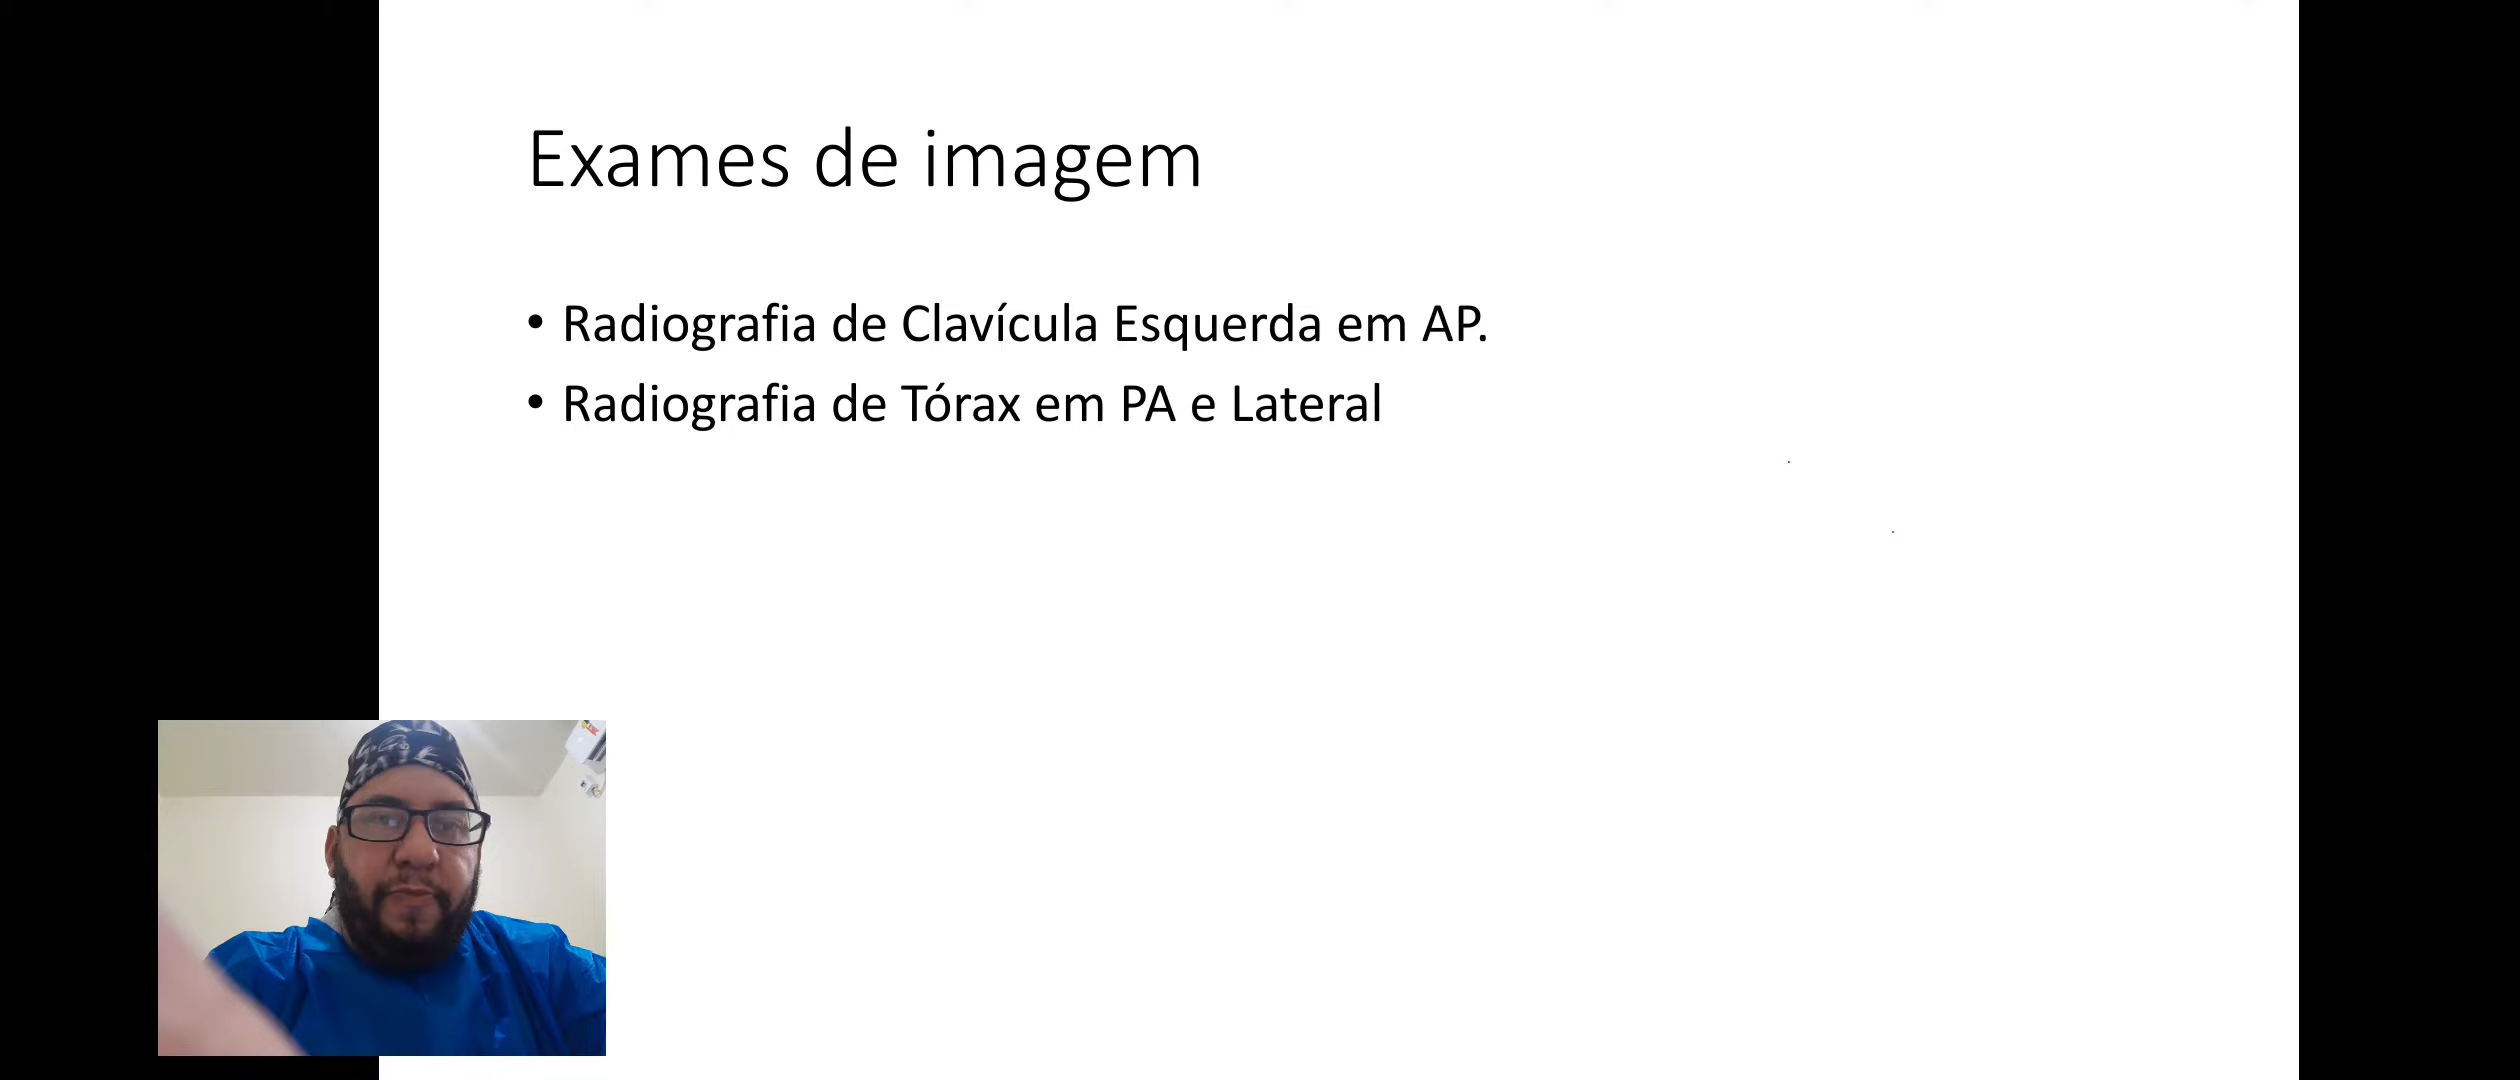 Exames de imagem
• Radiografia de Clavícula Esquerda em AP.
• Radiografia de Tórax em PA e Lateral